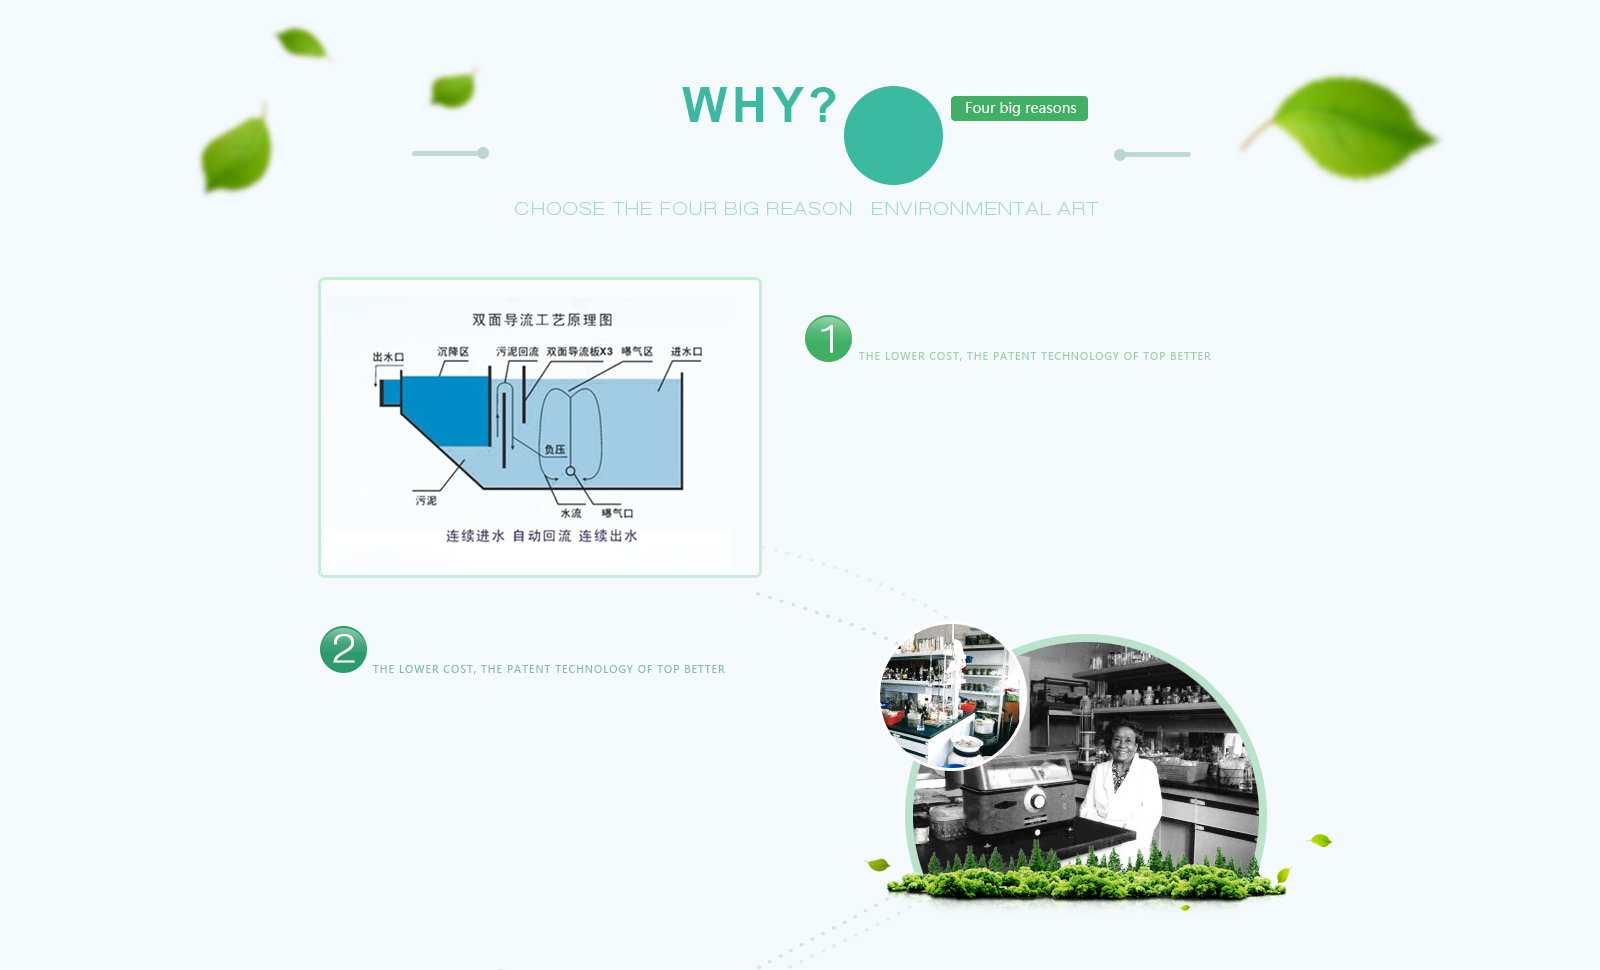 WHY?
Four big reasons
CHOOSE THE FOUR BIG REASON ENVIRONMENTAL ART
双面导流工艺原理图
出水口 沉降区 污泥回流 双面导流板X3 曝气区 进水口
负压
污泥
水流 曝气口
连续进水 自动回流 连续出水
1
THE LOWER COST, THE PATENT TECHNOLOGY OF TOP BETTER
2
THE LOWER COST, THE PATENT TECHNOLOGY OF TOP BETTER